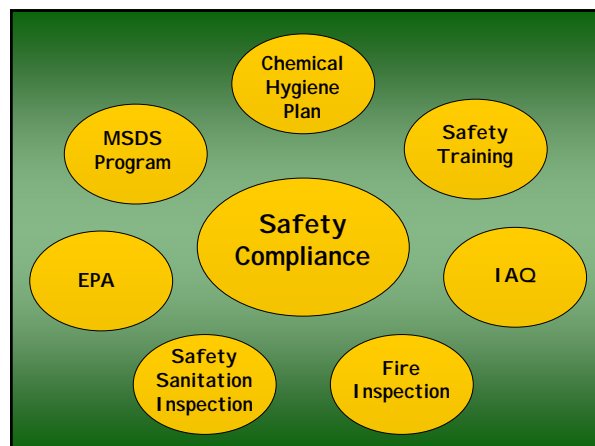 Chemical
Hygiene
Plan
MSDS
Program
Safety
Training
Safety
Compliance
EPA
IAQ
Safety
Sanitation
Inspection
Fire
Inspection